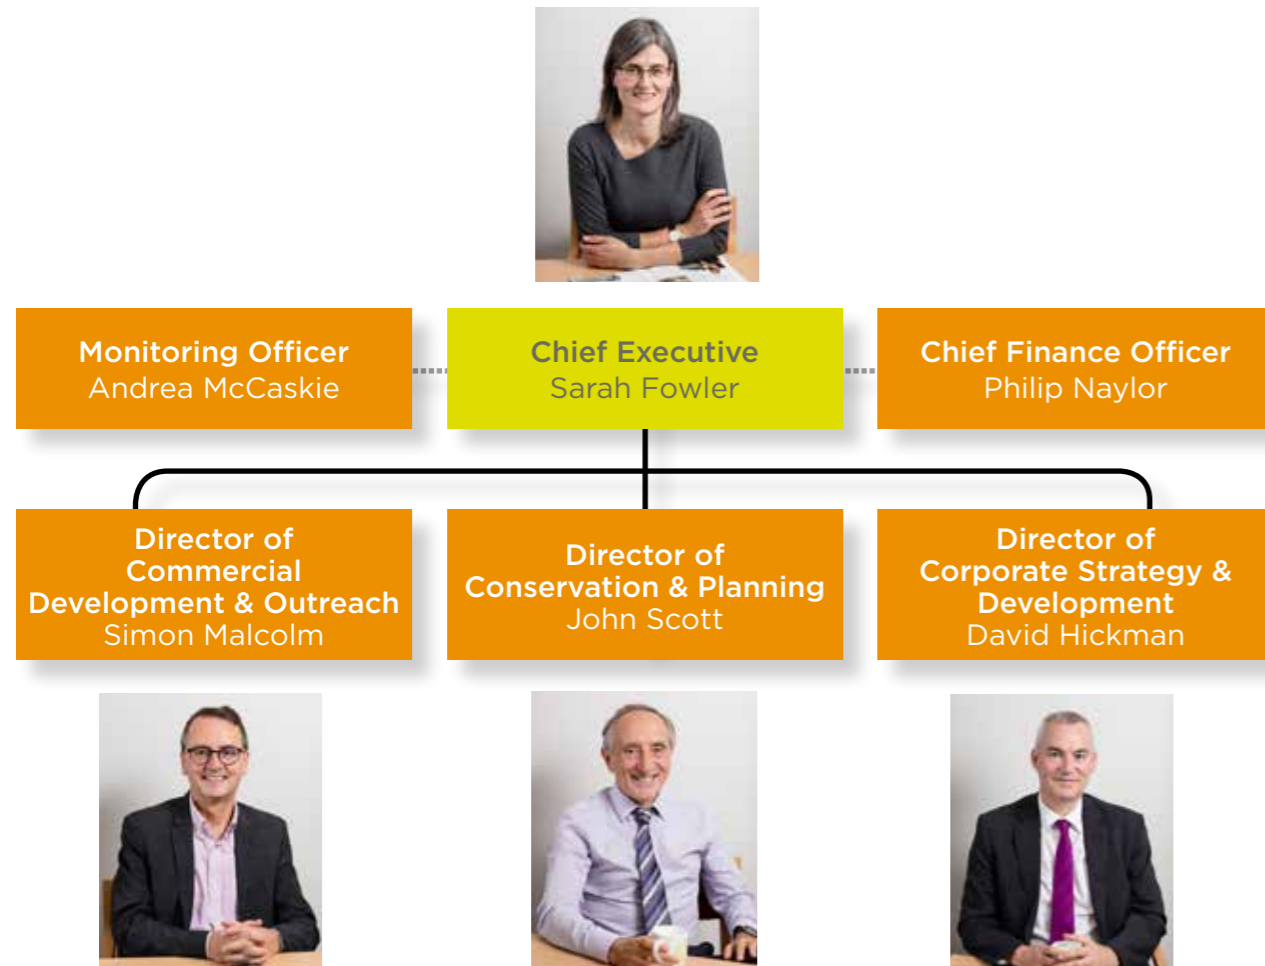 Monitoring Officer
Andrea McCaskie
Chief Executive
Sarah Fowler
Chief Finance Officer
Philip Naylor
Director of
Commercial
Development & Outreach
Simon Malcolm
Director of
Conservation & Planning
John Scott
Director of
Corporate Strategy &
Development
David Hickman